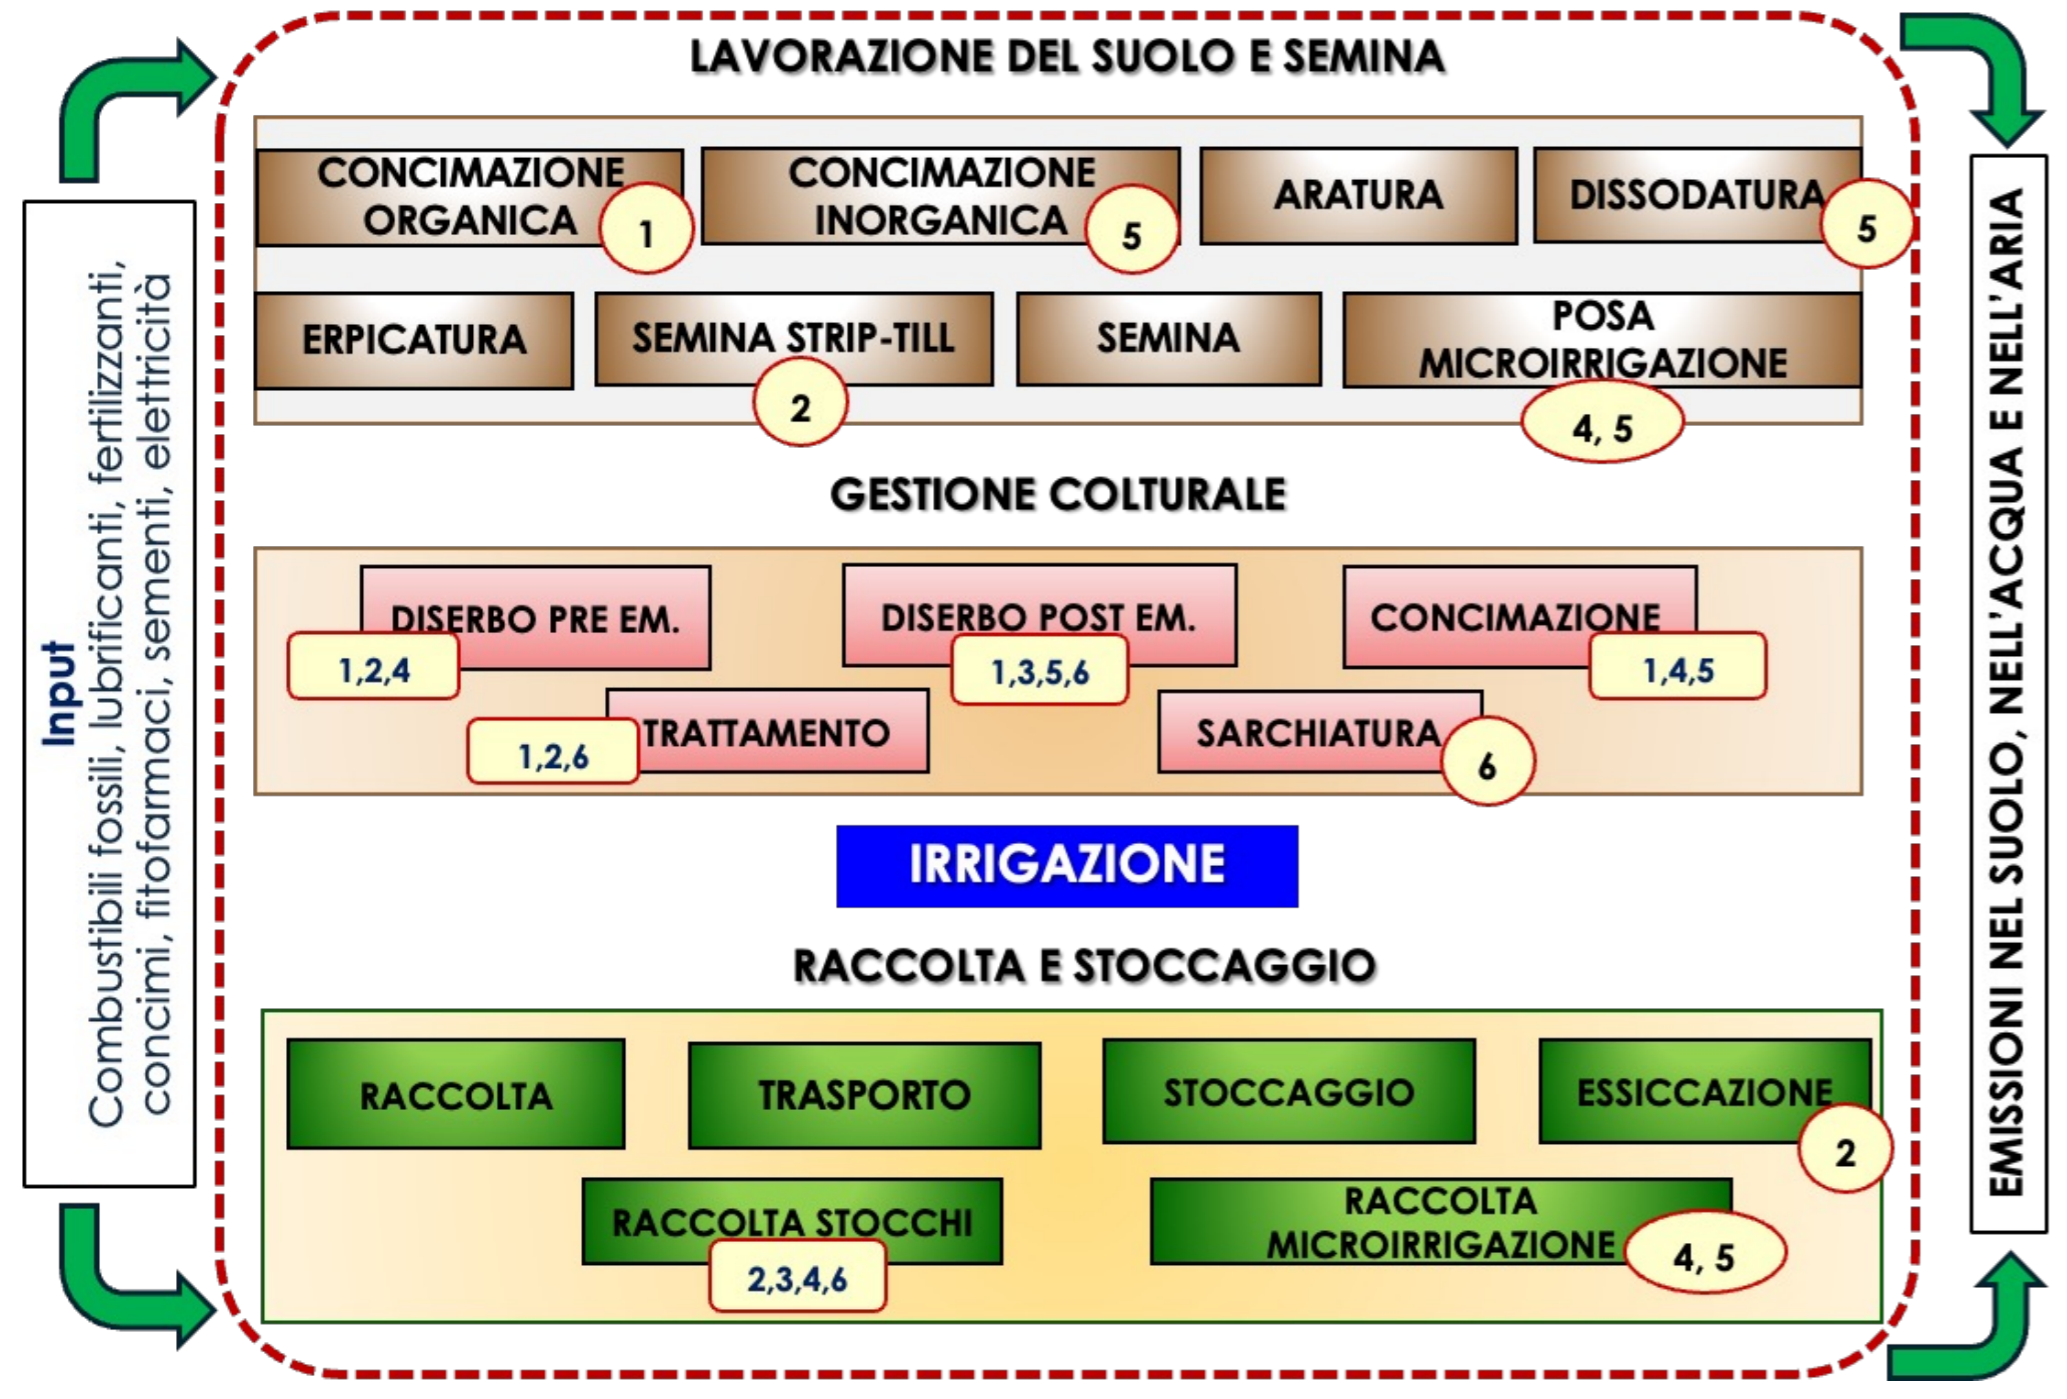 LAVORAZIONE DEL SUOLO E SEMINA
CONCIMAZIONE
ORGANICA
1
CONCIMAZIONE
INORGANICA
5
ARATURA
DISSODATURA
5
ERPICATURA
SEMINA STRIP-TILL
2
SEMINA
POSA
MICROIRRIGAZIONE
4, 5
GESTIONE COLTURALE
DISERBO PRE EM.
1,2,4
DISERBO POST EM.
1,3,5,6
CONCIMAZIONE
1,4,5
TRATTAMENTO
1,2,6
SARCHIATURA
6
IRRIGAZIONE
RACCOLTA E STOCCAGGIO
RACCOLTA
TRASPORTO
STOCCAGGIO
ESSICCAZIONE
2
RACCOLTA STOCCHI
2,3,4,6
RACCOLTA
MICROIRRIGAZIONE
4, 5
Input
Combustibili fossili, lubrificanti, fertilizzanti,
concimi, fitofarmaci, sementi, elettricità
EMISSIONI NEL SUOLO, NELL'ACQUA E NELL'ARIA